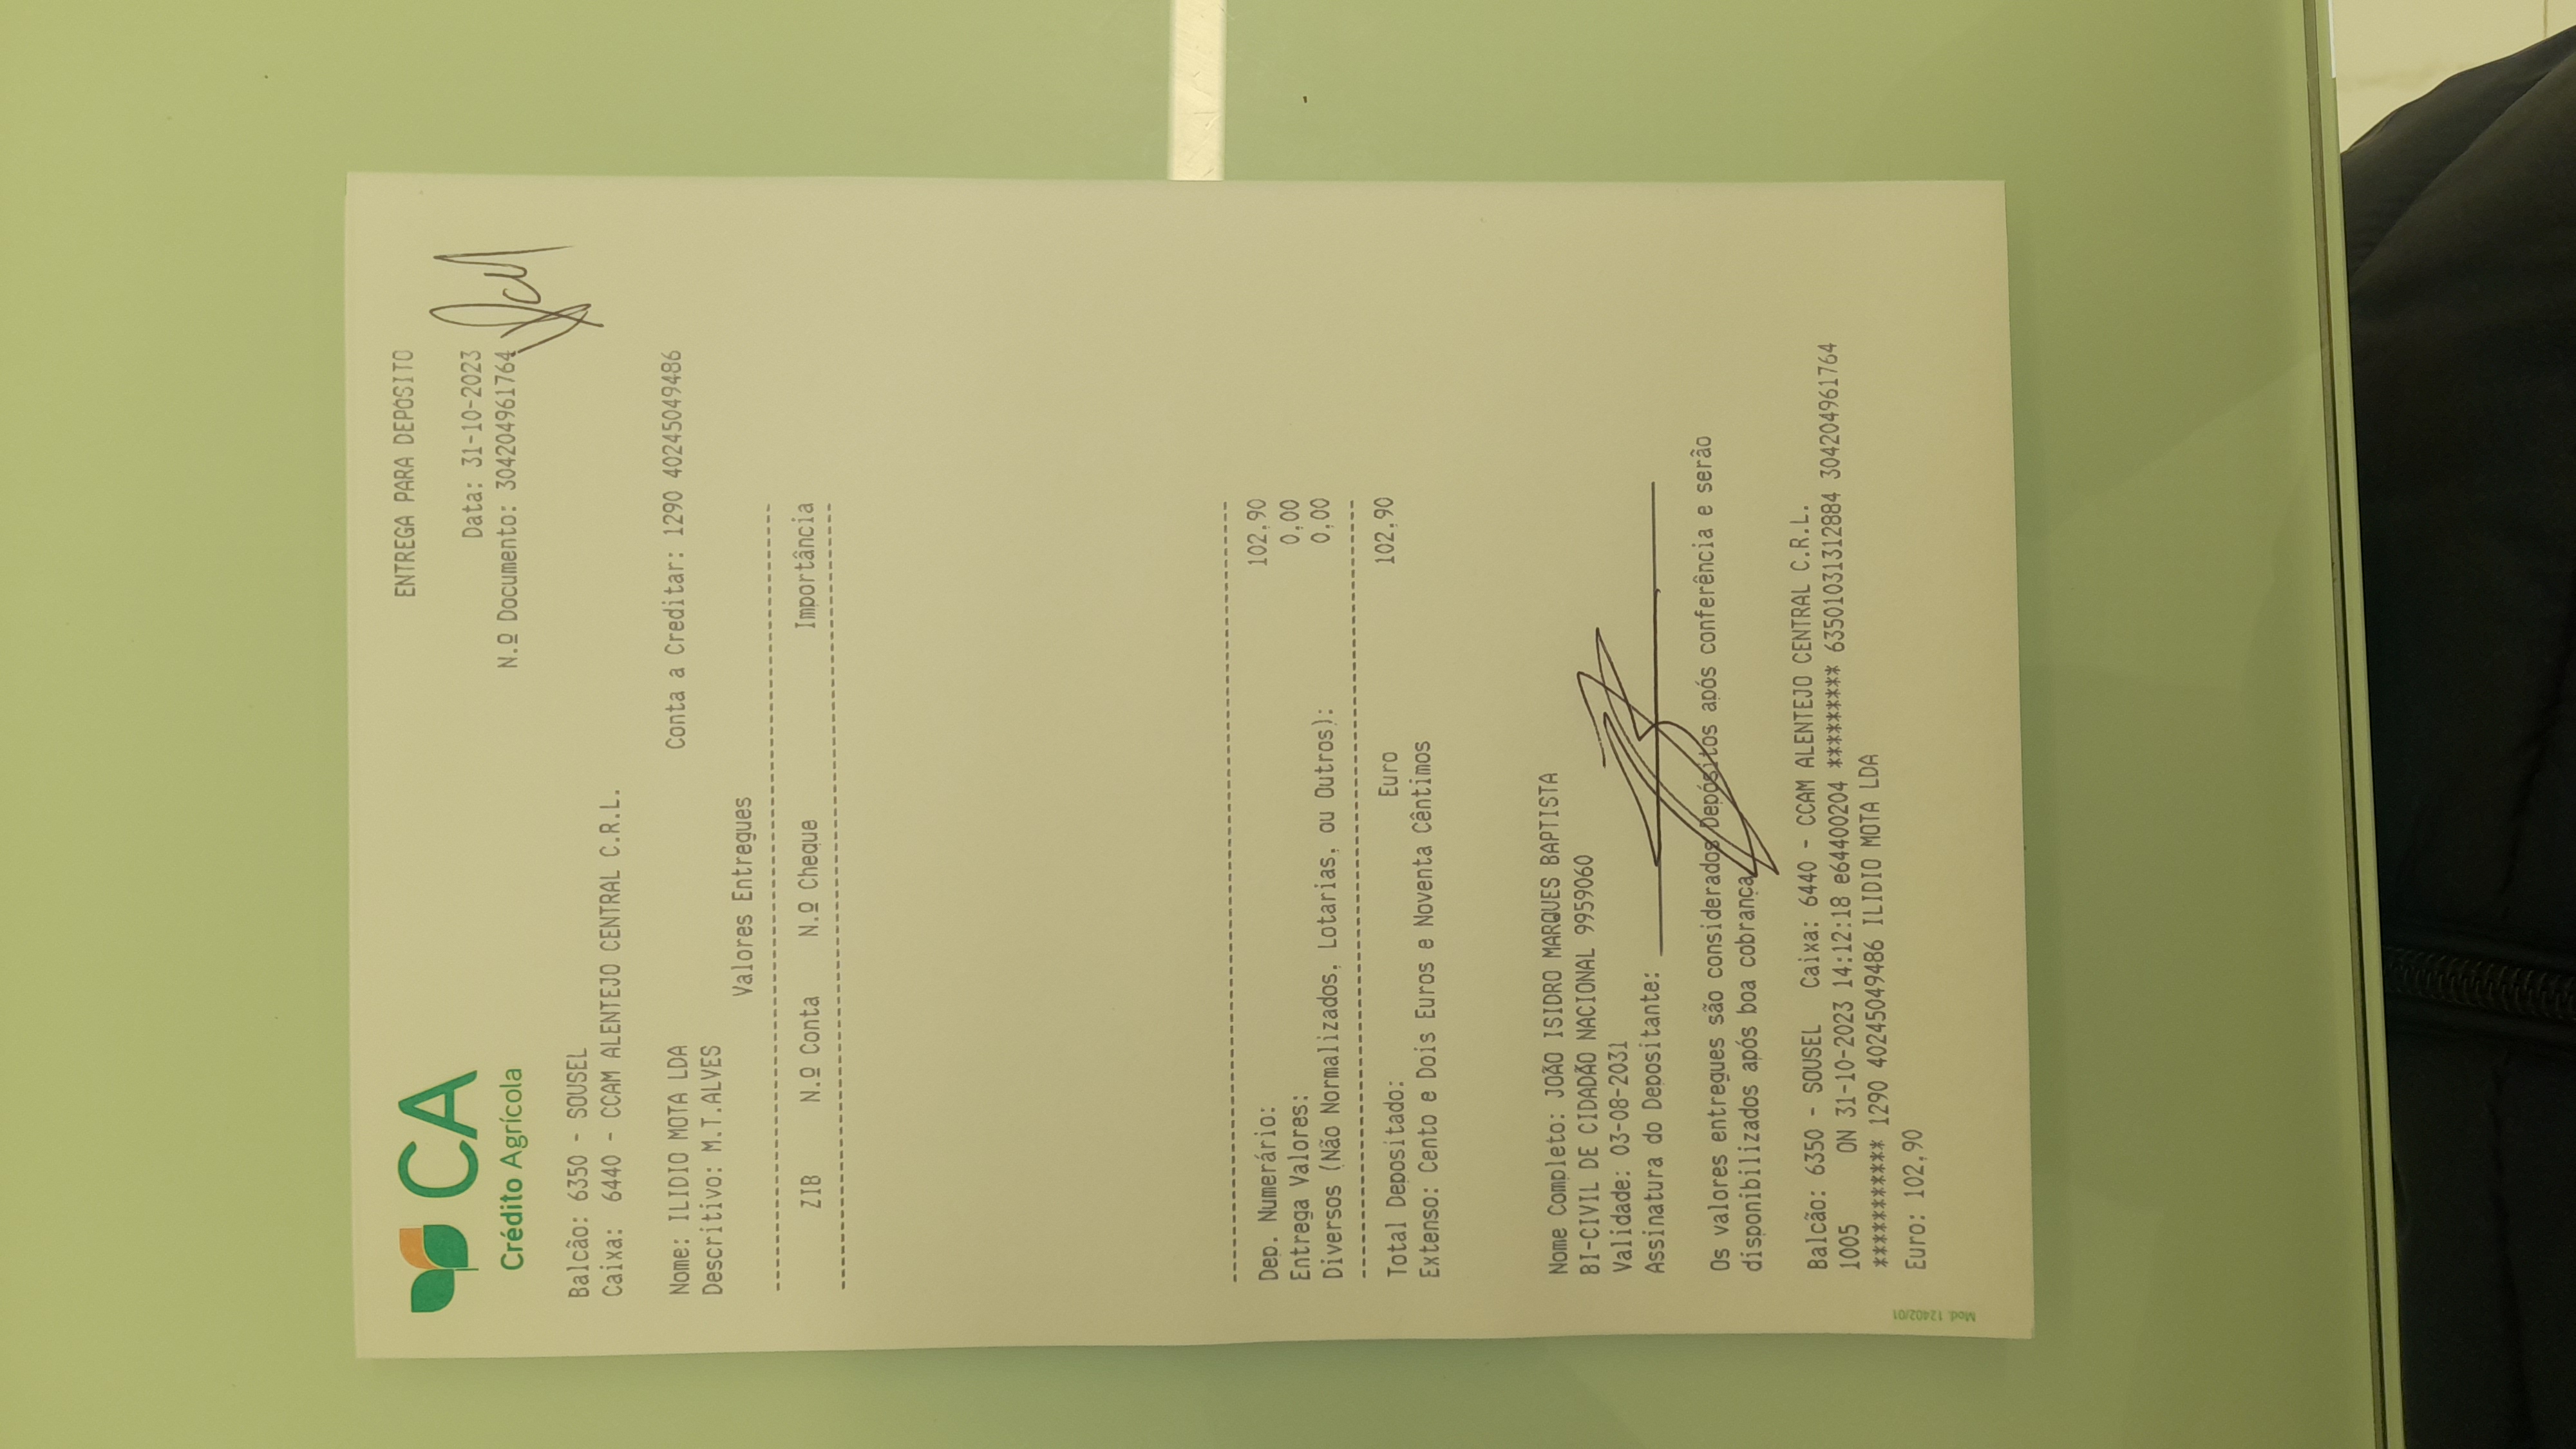 CA
Crédito Agrícola
ENTREGA PARA DEPÓSITO
Data: 31-10-2023
N.º Documento: 304204961764
Balcão: 6350 - SOUSEL
Caixa: 6440 - CCAM ALENTEJO CENTRAL C.R.L.
Nome: ILIDIO MOTA LDA Conta a Creditar: 1290 40245049486
Descritivo: M.T.ALVES
Valores Entregues
ZIB N.º Conta N.º Cheque Importância
Dep. Numerário: 102,90
Entrega Valores: 0,00
Diversos (Não Normalizados, Lotarias, ou Outros): 0,00
Total Depositado: Euro 102,90
Extenso: Cento e Dois Euros e Noventa Cêntimos
Nome Completo: JOÃO ISIDRO MARQUES BAPTISTA
BI-CIVIL DE CIDADÃO NACIONAL 9959060
Validade: 03-08-2031
Assinatura do Depositante:
Os valores entregues são considerados Depósitos após conferência e serão
disponibilizados após boa cobrança
Balcão: 6350 - SOUSEL Caixa: 6440 - CCAM ALENTEJO CENTRAL C.R.L.
1005 ON 31-10-2023 14:12:18 e64400204 ********* 635010313128​84 304204961764
********** 1290 40245049486 ILIDIO MOTA LDA
Euro: 102,90
Mod. 12402/01